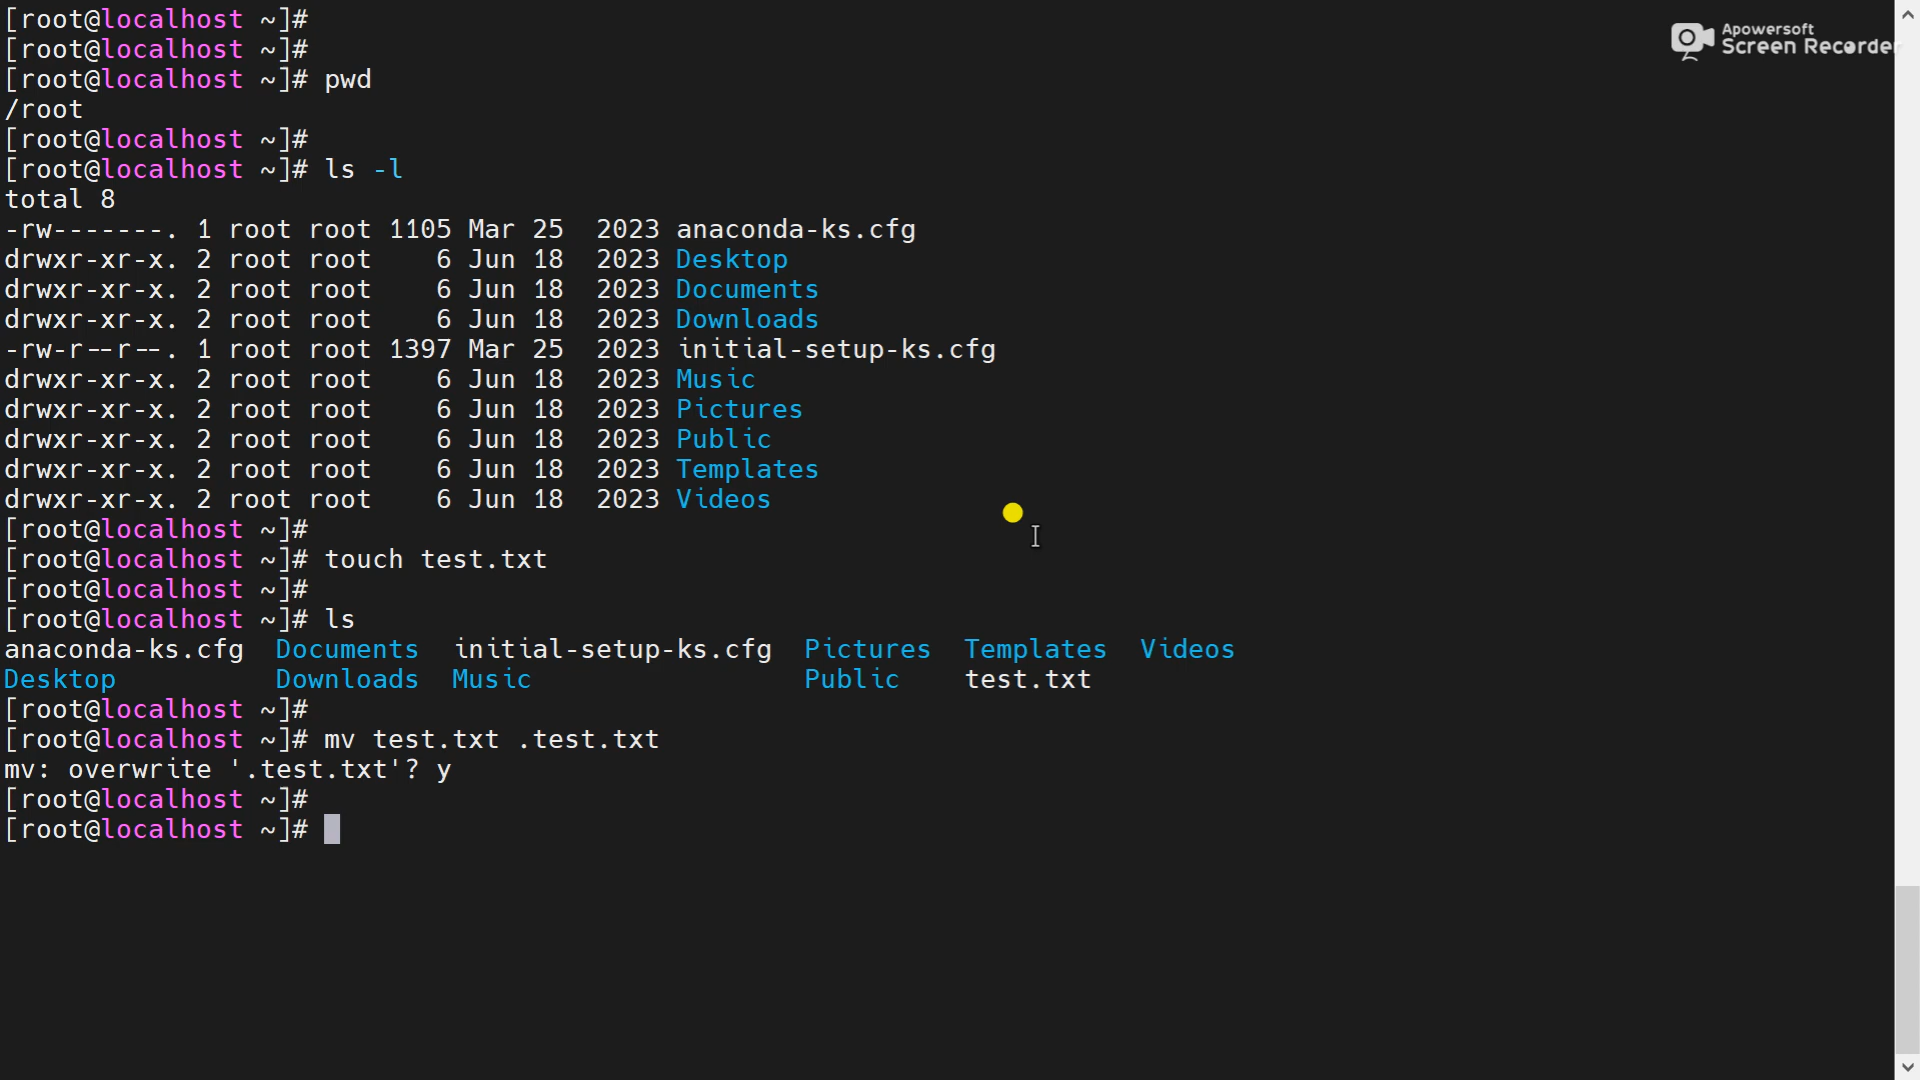 [root@localhost ~]#
[root@localhost ~]#
[root@localhost ~]# pwd
/root
[root@localhost ~]#
[root@localhost ~]# ls -l
total 8
-rw-------. 1 root root 1105 Mar 25  2023 anaconda-ks.cfg
drwxr-xr-x. 2 root root    6 Jun 18  2023 Desktop
drwxr-xr-x. 2 root root    6 Jun 18  2023 Documents
drwxr-xr-x. 2 root root    6 Jun 18  2023 Downloads
-rw-r--r--. 1 root root 1397 Mar 25  2023 initial-setup-ks.cfg
drwxr-xr-x. 2 root root    6 Jun 18  2023 Music
drwxr-xr-x. 2 root root    6 Jun 18  2023 Pictures
drwxr-xr-x. 2 root root    6 Jun 18  2023 Public
drwxr-xr-x. 2 root root    6 Jun 18  2023 Templates
drwxr-xr-x. 2 root root    6 Jun 18  2023 Videos
[root@localhost ~]#
[root@localhost ~]# touch test.txt
[root@localhost ~]#
[root@localhost ~]# ls
anaconda-ks.cfg  Documents  initial-setup-ks.cfg  Pictures  Templates  Videos
Desktop          Downloads  Music                 Public    test.txt
[root@localhost ~]#
[root@localhost ~]# mv test.txt .test.txt
mv: overwrite '.test.txt'? y
[root@localhost ~]#
[root@localhost ~]#
Apowersoft
Screen Recorder